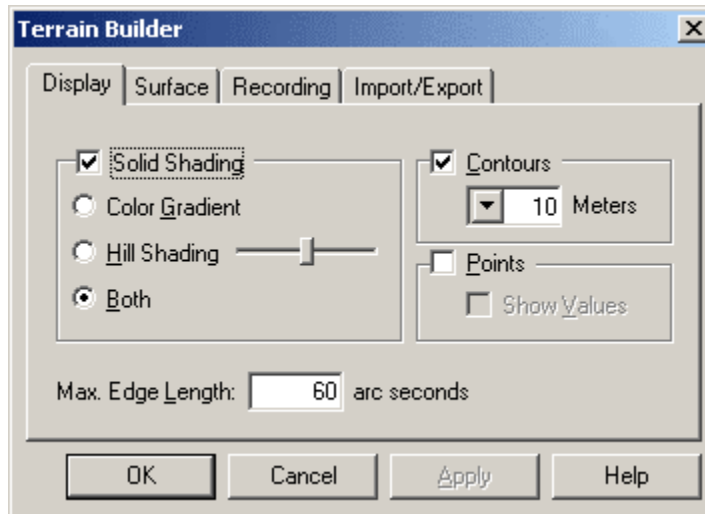 Terrain Builder
Display Surface Recording Import/Export
Solid Shading
Color Gradient
Hill Shading
Both
Contours
10 Meters
Points
Show Values
Max. Edge Length: 60 arc seconds
OK Cancel Apply Help